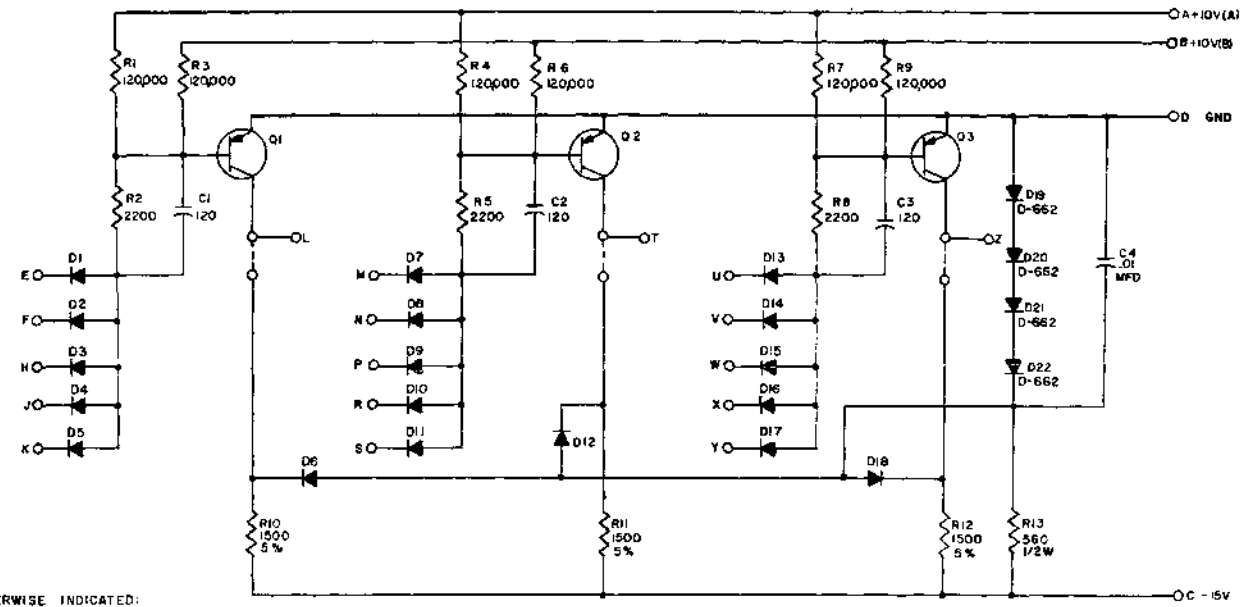 A+10V(A)
B+10V(B)
R1
120,000
R3
120,000
R4
120,000
R6
120,000
R7
120,000
R9
120,000
D GND
Q1
Q2
Q3
R2
2200
C1
120
R5
2200
C2
120
R8
2200
C3
120
D19
D-662
L
T
Z
D20
D-662
C4
.01
MFD
E
D1
M
D7
U
D13
F
D2
N
D8
V
D14
D21
D-662
H
D3
P
D9
W
D15
D22
D-662
J
D4
R
D10
X
D16
K
D5
S
D11
D12
Y
D17
D6
D18
R10
1500
5%
R11
1500
5%
R12
1500
5%
R13
560
1/2W
C -15V
ERWISE INDICATED: